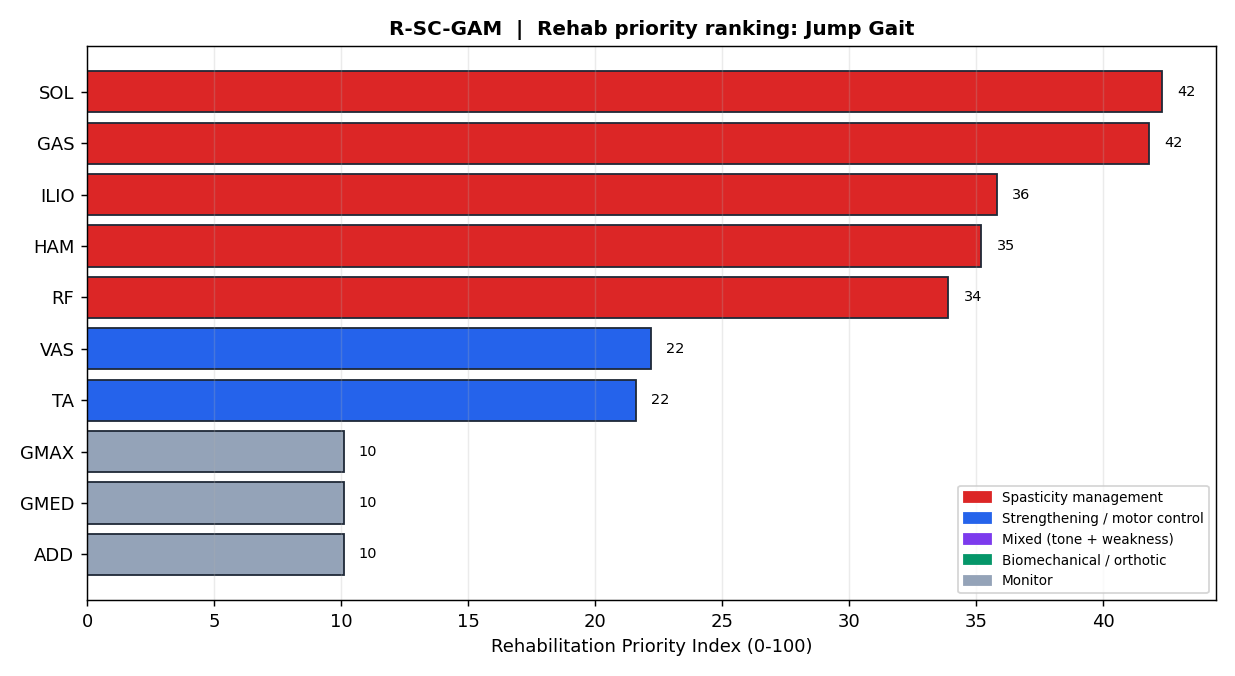 R-SC-GAM | Rehab priority ranking: Jump Gait
SOL 42
GAS 42
ILIO 36
HAM 35
RF 34
VAS 22
TA 22
GMAX 10
GMED 10
ADD 10
Spasticity management
Strengthening / motor control
Mixed (tone + weakness)
Biomechanical / orthotic
Monitor
0 5 10 15 20 25 30 35 40
Rehabilitation Priority Index (0-100)